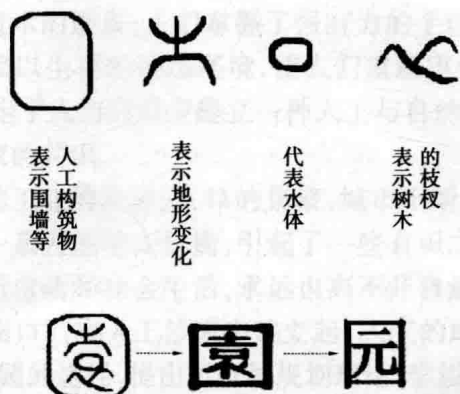 表示围墙等
人工构筑物
表示地形变化
代表水体
表示树木
的枝杈
園
园